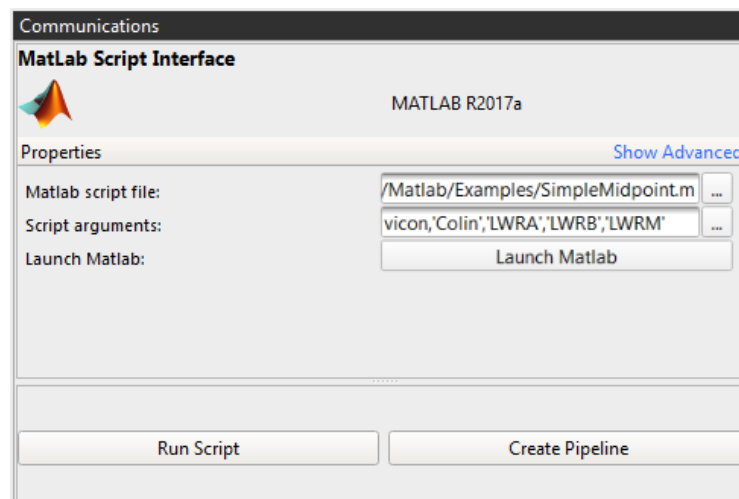 Communications
MatLab Script Interface
MATLAB R2017a
Properties Show Advanced
Matlab script file: /Matlab/Examples/SimpleMidpoint.m ...
Script arguments: vicon,'Colin','LWRA','LWRB','LWRM' ...
Launch Matlab: Launch Matlab
Run Script Create Pipeline